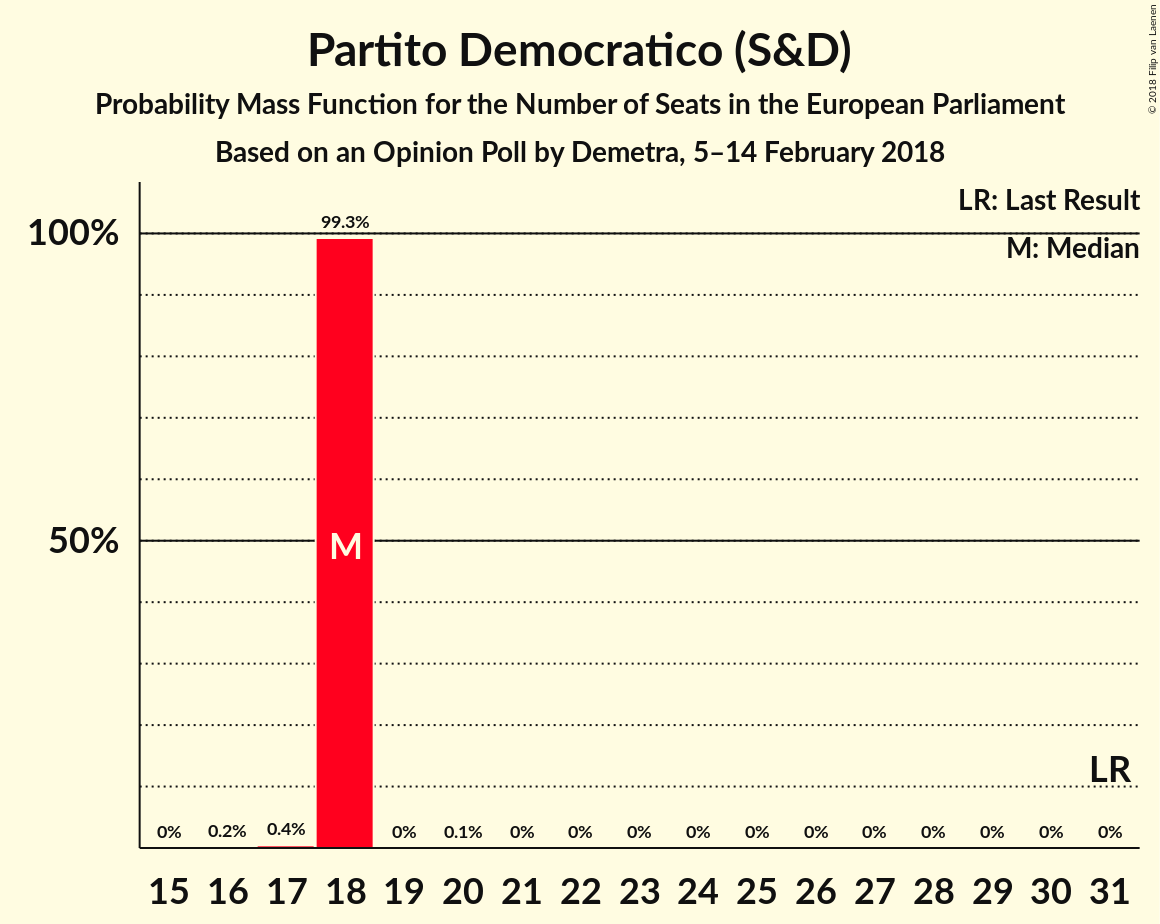 Partito Democratico (S&D)
Probability Mass Function for the Number of Seats in the European Parliament
Based on an Opinion Poll by Demetra, 5–14 February 2018
© 2018 Filip van Laenen
LR: Last Result
M: Median
100%
50%
99.3%
M
LR
0% 0.2% 0.4% 0% 0.1% 0% 0% 0% 0% 0% 0% 0% 0% 0% 0% 0%
15 16 17 18 19 20 21 22 23 24 25 26 27 28 29 30 31